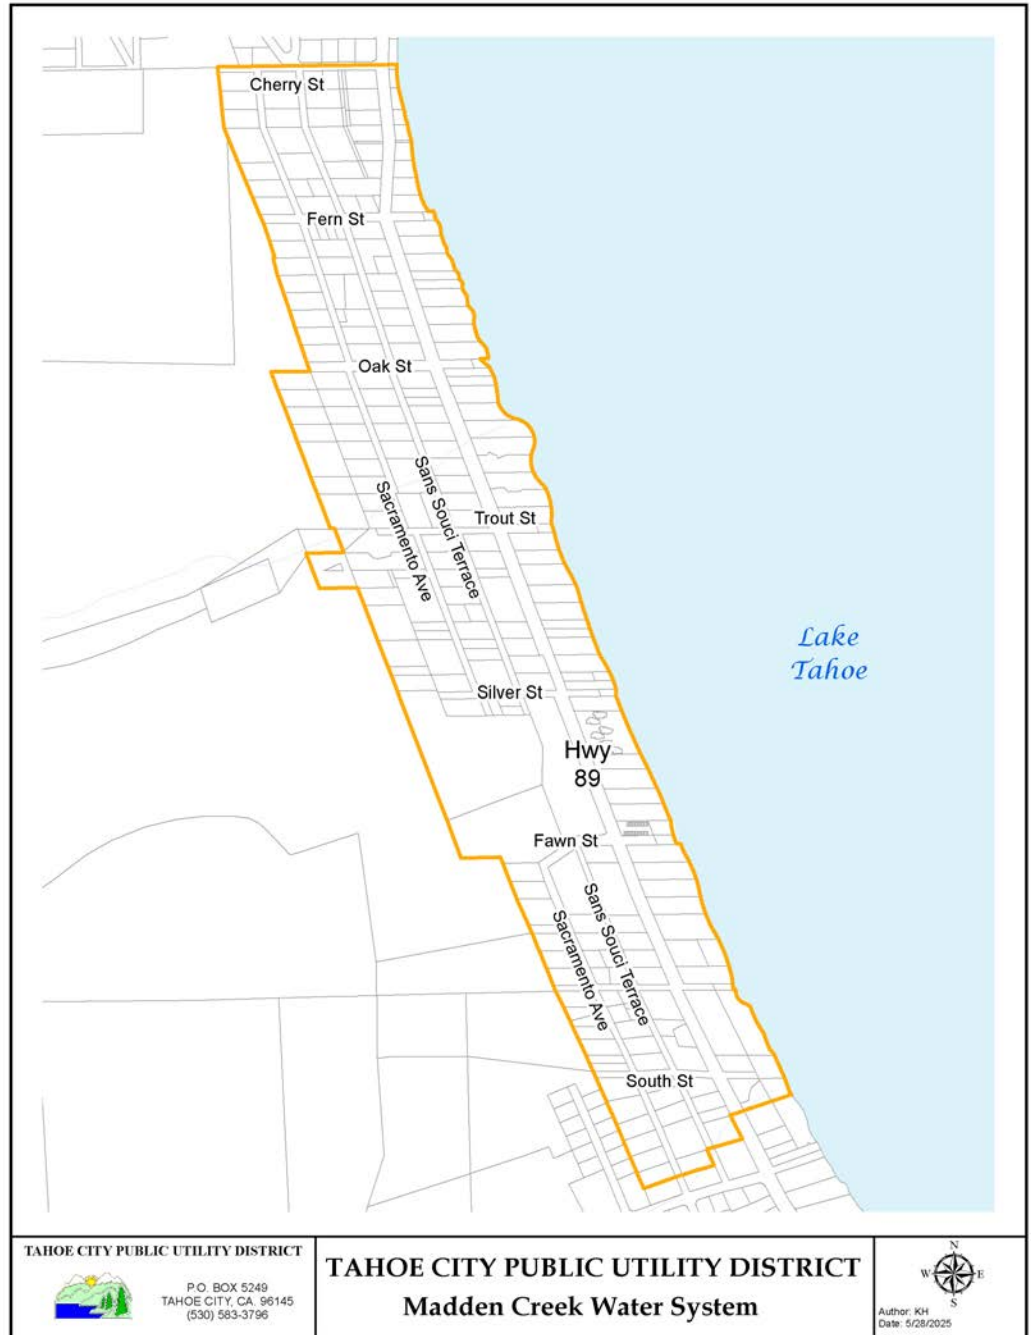 Cherry St
Fern St
Oak St
Sans Souci Terrace
Sacramento Ave
Trout St
Lake
Tahoe
Silver St
Hwy
89
Fawn St
Sans Souci Terrace
Sacramento Ave
South St
TAHOE CITY PUBLIC UTILITY DISTRICT
P.O. BOX 5249
TAHOE CITY, CA. 96145
(530) 583-3796
TAHOE CITY PUBLIC UTILITY DISTRICT
Madden Creek Water System
N
W E
S
Author: KH
Date: 5/28/2025